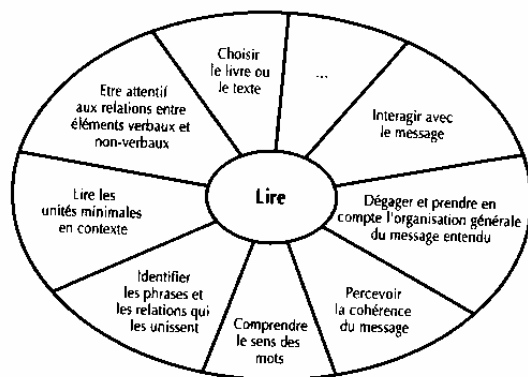 Choisir
le livre ou
le texte
...
Interagir avec
le message
Dégager et prendre en
compte l'organisation générale
du message entendu
Percevoir
la cohérence
du message
Comprendre
le sens des
mots
Identifier
les phrases et
les relations qui
les unissent
Lire les
unités minimales
en contexte
Etre attentif
aux relations entre
éléments verbaux et
non-verbaux
Lire